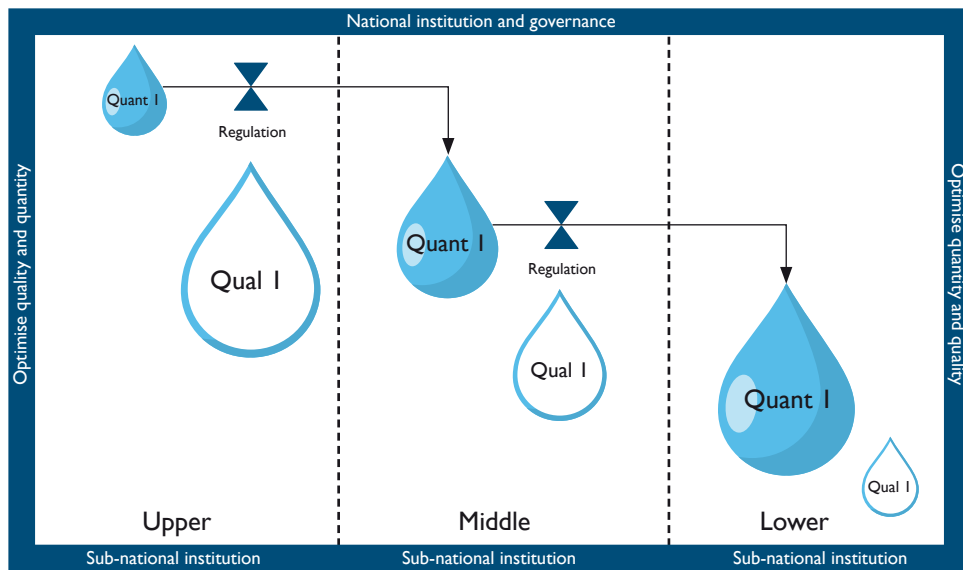 National institution and governance
Quant 1
Regulation
Optimise quality and quantity
Optimise quantity and quality
Quant 1
Qual 1
Regulation
Qual 1
Quant 1
Qual 1
Upper
Middle
Lower
Sub-national institution
Sub-national institution
Sub-national institution